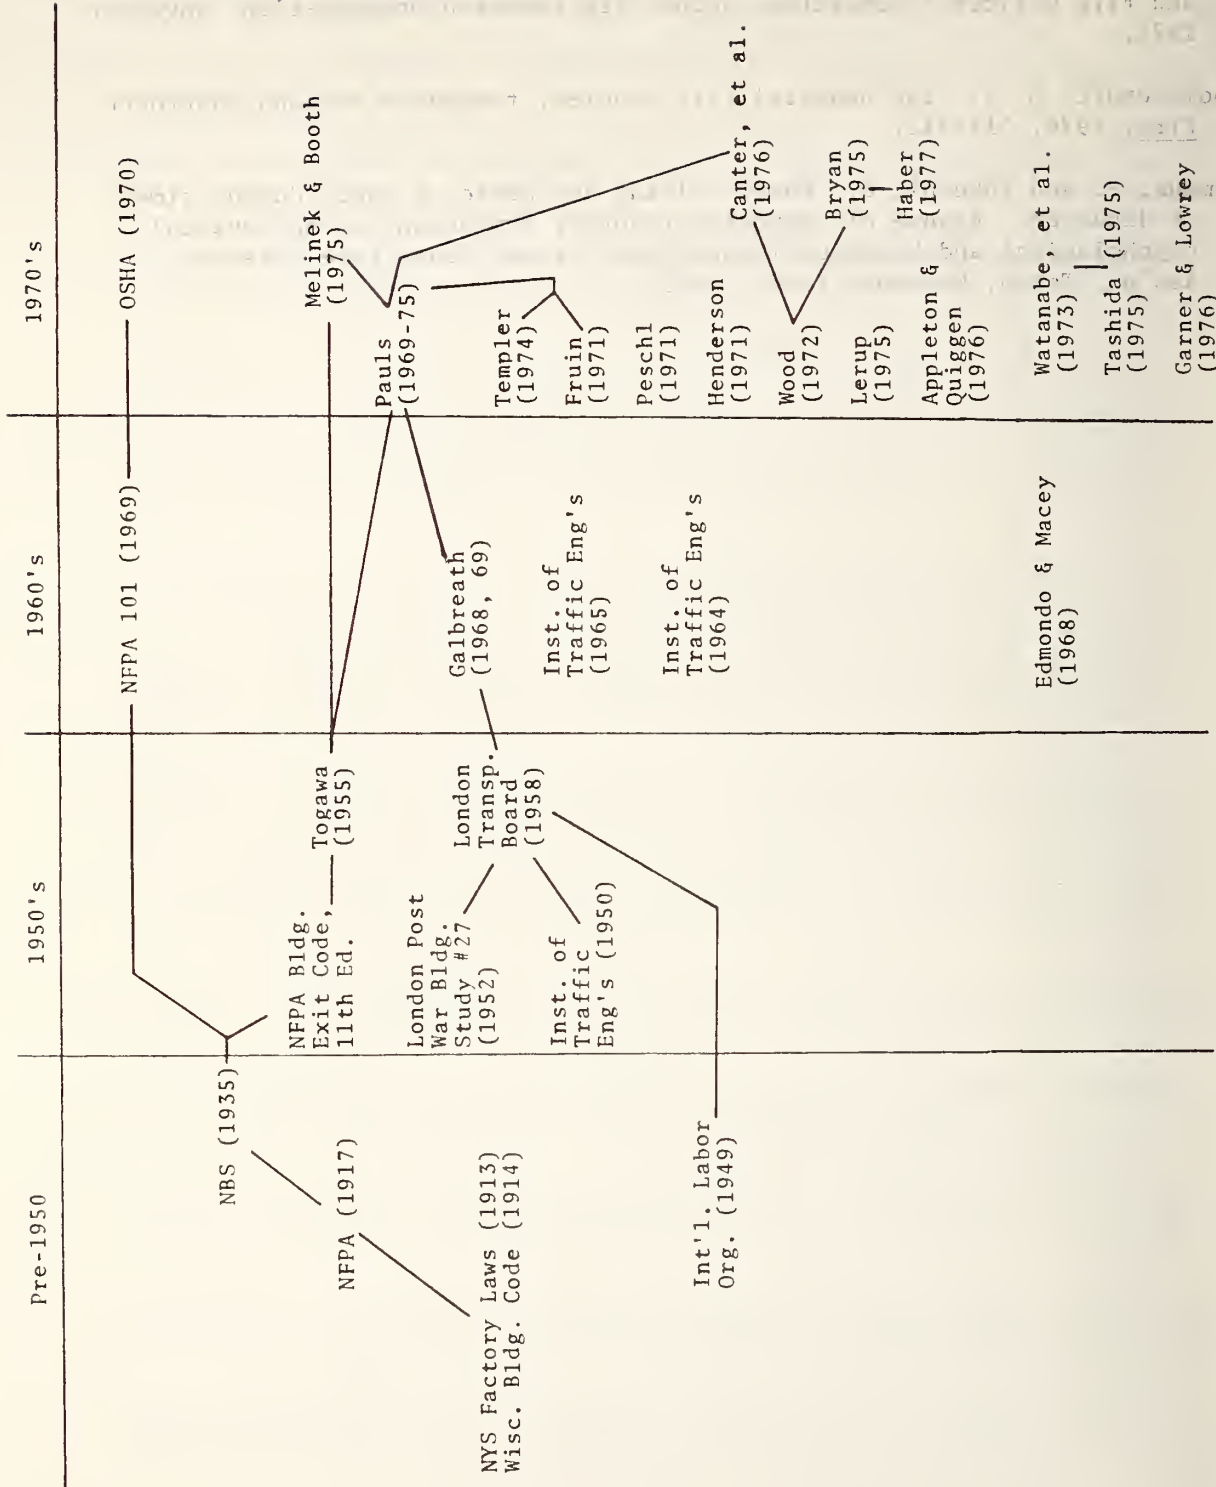 Pre-1950
1950's
1960's
1970's
NBS (1935)
NFPA (1917)
NYS Factory Laws (1913)
Wisc. Bldg. Code (1914)
Int'l. Labor
Org. (1949)
NFPA Bldg.
Exit Code,
11th Ed.
Togawa
(1955)
London Post
War Bldg.
Study #27
(1952)
London
Transp.
Board
(1958)
Inst. of
Traffic
Eng's (1950)
NFPA 101 (1969)
Galbreath
(1968, 69)
Inst. of
Traffic Eng's
(1965)
Inst. of
Traffic Eng's
(1964)
Edmondo & Macey
(1968)
OSHA (1970)
Melinek & Booth
(1975)
Pauls
(1969-75)
Templer
(1974)
Fruin
(1971)
Peschl
(1971)
Henderson
(1971)
Canter, et al.
(1976)
Wood
(1972)
Bryan
(1975)
Lerup
(1975)
Haber
(1977)
Appleton &
Quiggen
(1976)
Watanabe, et al.
(1973)
Tashida
(1975)
(1975)
Garner & Lowrey
(1976)